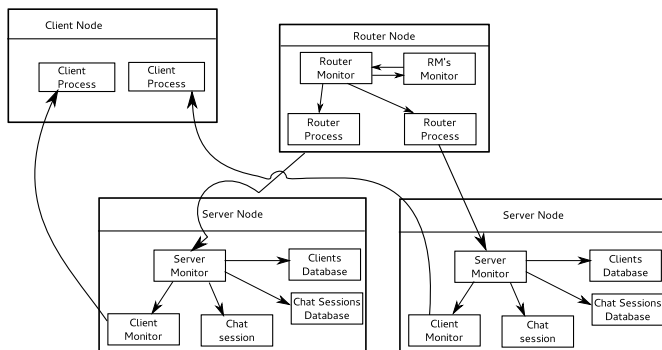 Client Node
Client
Process
Client
Process
Router Node
Router
Monitor
RM's
Monitor
Router
Process
Router
Process
Server Node
Server
Monitor
Clients
Database
Chat Sessions
Database
Client
Monitor
Chat
session
Server Node
Server
Monitor
Clients
Database
Chat Sessions
Database
Client
Monitor
Chat
session